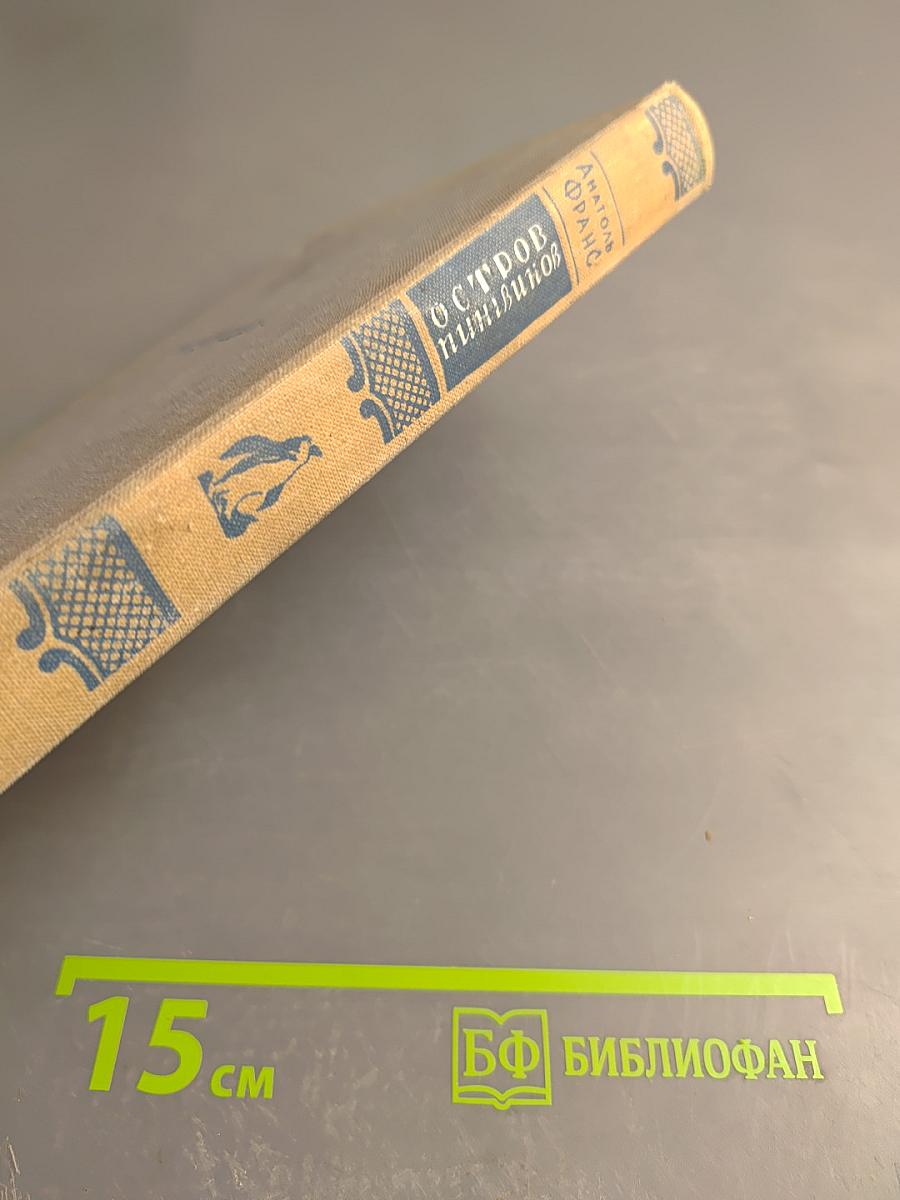 Анатоль
Франс
ОСТРОВ
ПИНГВИНОВ
15 см
БФ БИБЛИОФАН